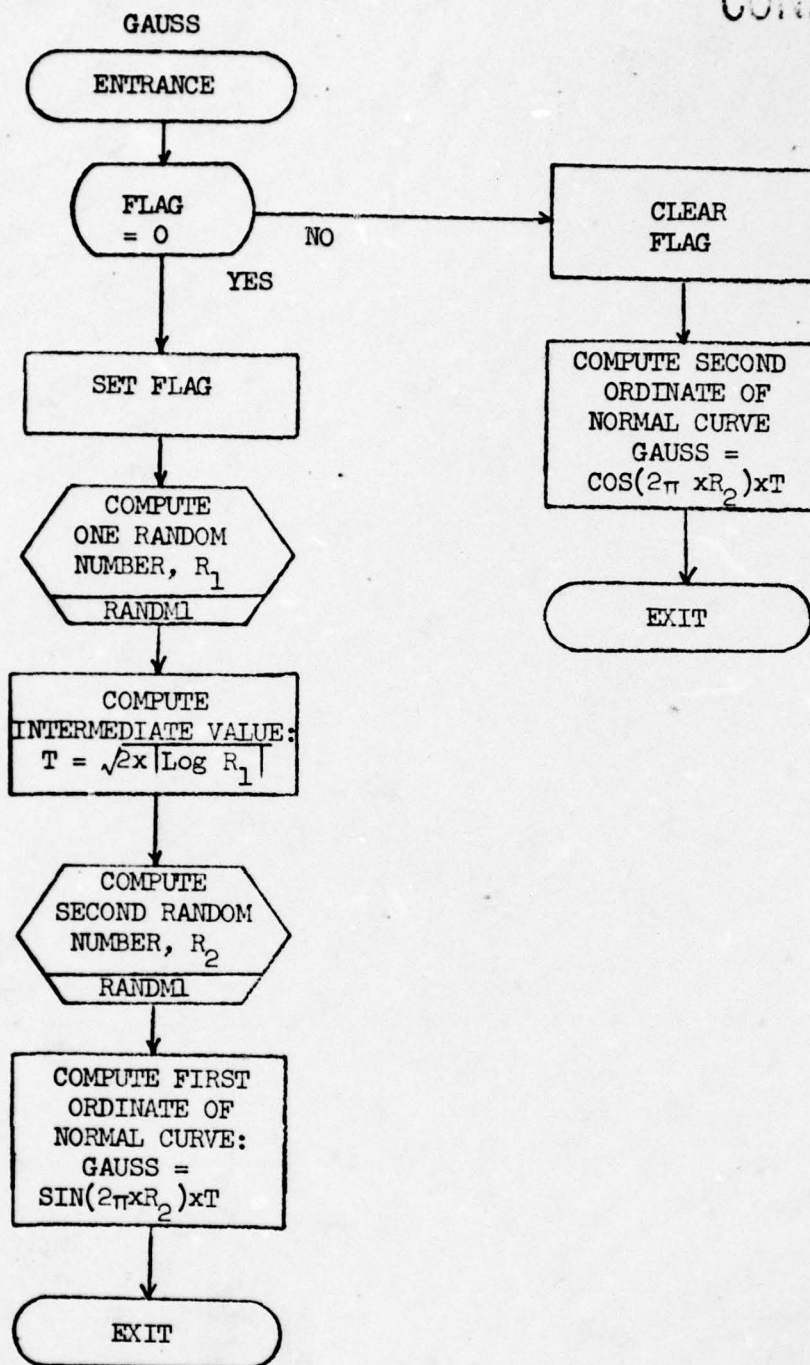 GAUSS
ENTRANCE
FLAG
= 0
NO
YES
SET FLAG
COMPUTE
ONE RANDOM
NUMBER, R₁
RANDM1
COMPUTE
INTERMEDIATE VALUE:
T = √2x|Log R₁|
COMPUTE
SECOND RANDOM
NUMBER, R₂
RANDM1
COMPUTE FIRST
ORDINATE OF
NORMAL CURVE:
GAUSS =
SIN(2πxR₂)xT
EXIT
CLEAR
FLAG
COMPUTE SECOND
ORDINATE OF
NORMAL CURVE
GAUSS =
COS(2π xR₂)xT
EXIT